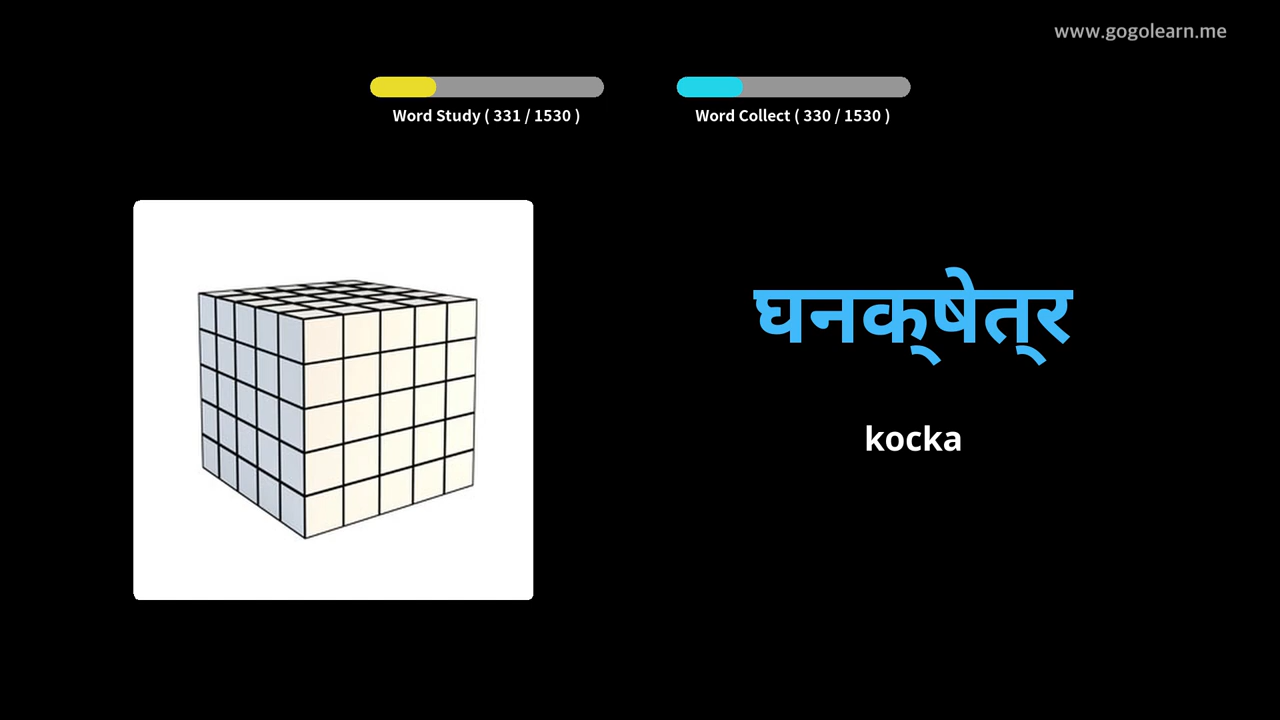 www.gogolearn.me
Word Study ( 331 / 1530 )
Word Collect ( 330 / 1530 )
घनक्षेत्र
kocka